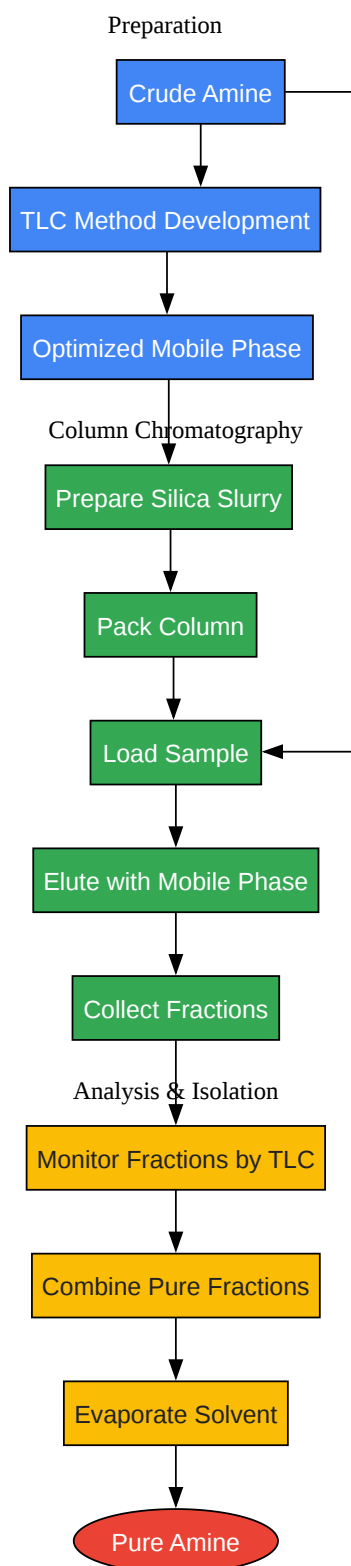 Preparation
Crude Amine
TLC Method Development
Optimized Mobile Phase
Column Chromatography
Prepare Silica Slurry
Pack Column
Load Sample
Elute with Mobile Phase
Collect Fractions
Analysis & Isolation
Monitor Fractions by TLC
Combine Pure Fractions
Evaporate Solvent
Pure Amine